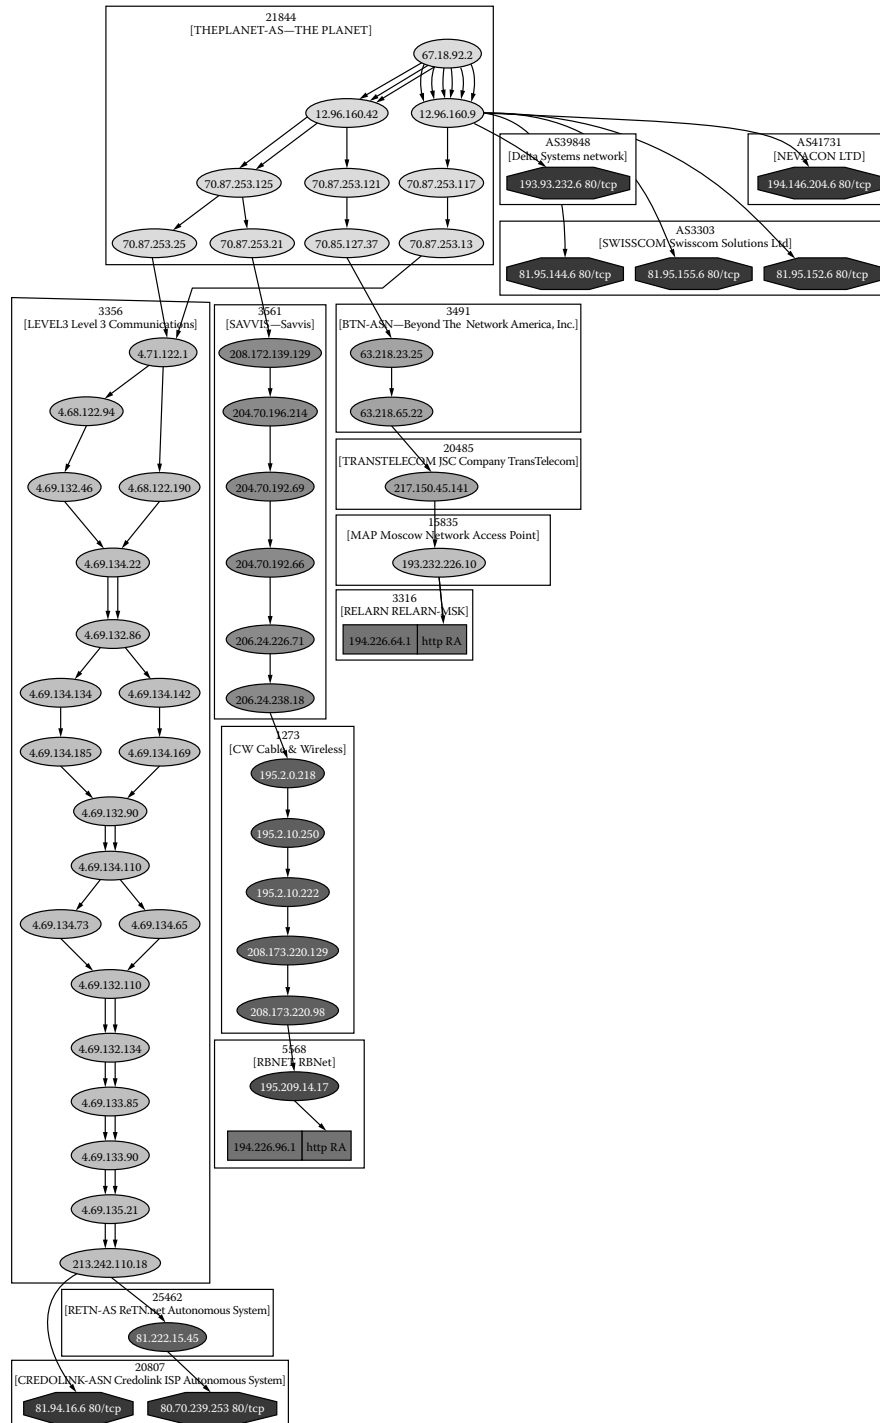 21844
[THEPLANET-AS—THE PLANET]
67.18.92.2
12.96.160.42
12.96.160.9
70.87.253.125
70.87.253.121
70.87.253.117
70.87.253.25
70.87.253.21
70.85.127.37
70.87.253.13
AS39848
[Delta Systems network]
193.93.232.6 80/tcp
AS41731
[NEVACON LTD]
194.146.204.6 80/tcp
AS3303
[SWISSCOM Swisscom Solutions Ltd]
81.95.144.6 80/tcp
81.95.155.6 80/tcp
81.95.152.6 80/tcp
3356
[LEVEL3 Level 3 Communications]
4.71.122.1
4.68.122.94
4.69.132.46
4.68.122.190
4.69.134.22
4.69.132.86
4.69.134.134
4.69.134.142
4.69.134.185
4.69.134.169
4.69.132.90
4.69.134.110
4.69.134.73
4.69.134.65
4.69.132.110
4.69.132.134
4.69.133.85
4.69.133.90
4.69.135.21
213.242.110.18
3561
[SAVVIS—Savvis]
208.172.139.129
204.70.196.214
204.70.192.69
204.70.192.66
206.24.226.71
206.24.238.18
1273
[CW Cable & Wireless]
195.2.0.218
195.2.10.250
195.2.10.222
208.173.220.129
208.173.220.98
5568
[RBNET RBNet]
195.209.14.17
194.226.96.1
http RA
3491
[BTN-ASN—Beyond The Network America, Inc.]
63.218.23.25
63.218.65.22
20485
[TRANSTELECOM JSC Company TransTelecom]
217.150.45.141
15835
[MAP Moscow Network Access Point]
193.232.226.10
3316
[RELARN RELARN-MSK]
194.226.64.1
http RA
25462
[RETN-AS ReTN.net Autonomous System]
81.222.15.45
20807
[CREDOLINK-ASN Credolink ISP Autonomous System]
81.94.16.6 80/tcp
80.70.239.253 80/tcp